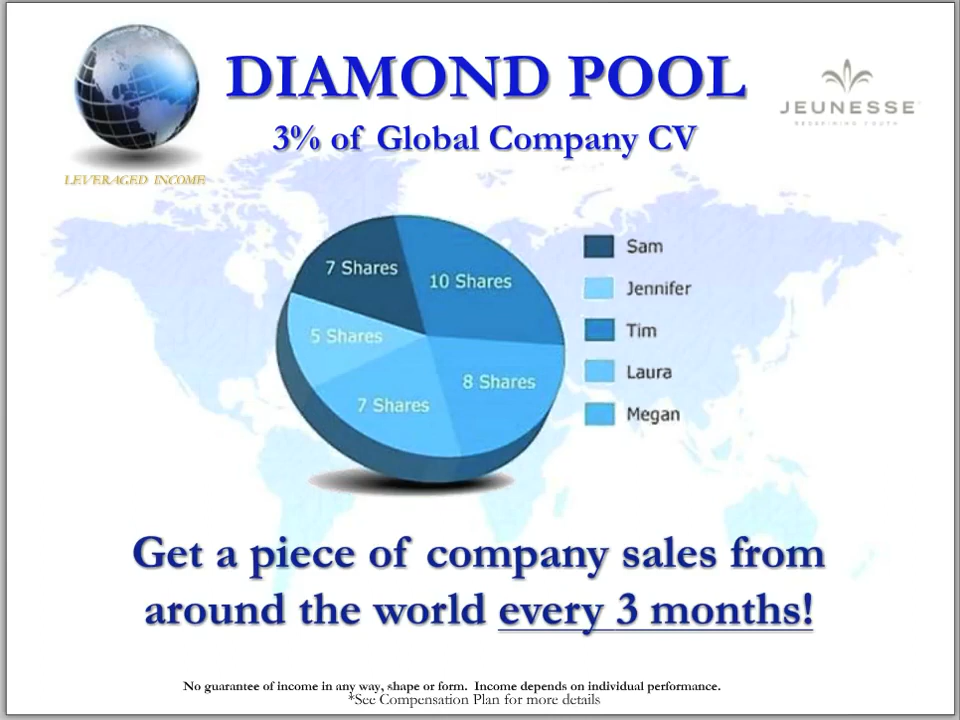 DIAMOND POOL
3% of Global Company CV
JEUNESSE
REDEFINING YOUTH
LEVERAGED INCOME
7 Shares
10 Shares
5 Shares
8 Shares
7 Shares
Sam
Jennifer
Tim
Laura
Megan
Get a piece of company sales from
around the world every 3 months!
No guarantee of income in any way, shape or form. Income depends on individual performance.
*See Compensation Plan for more details